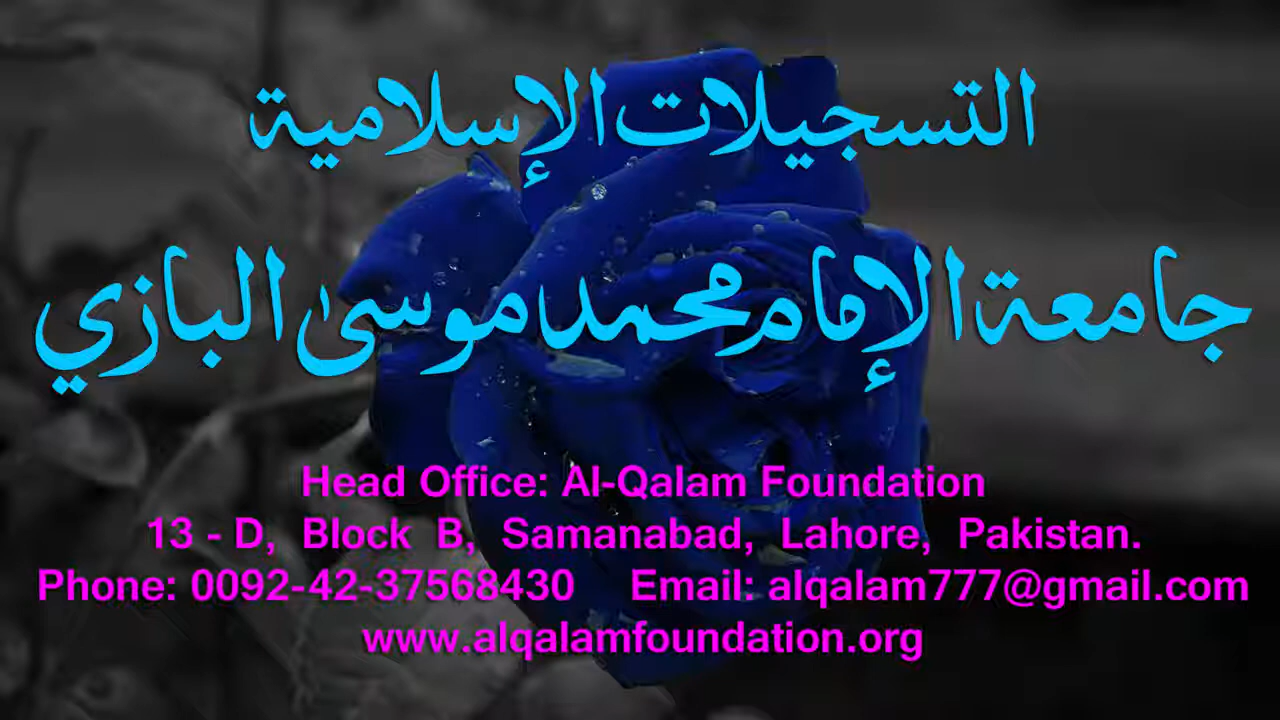 التسجيلات الإسلامية
جامعة الإمام محمد موسىٰ البازي
Head Office: Al-Qalam Foundation
13 - D, Block B, Samanabad, Lahore, Pakistan.
Phone: 0092-42-37568430 Email: alqalam777@gmail.com
www.alqalamfoundation.org